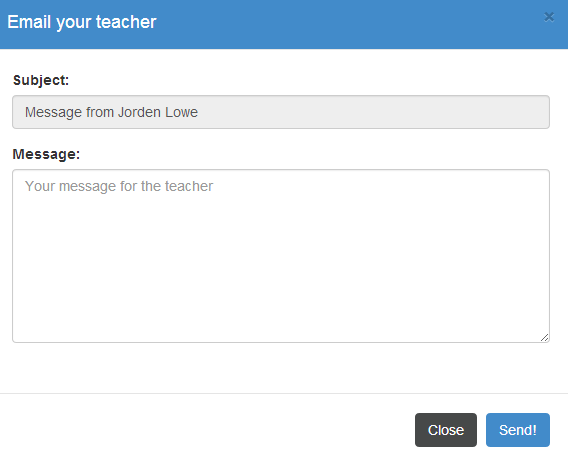 Email your teacher ×
Subject:
Message from Jorden Lowe
Message:
Your message for the teacher
Close Send!